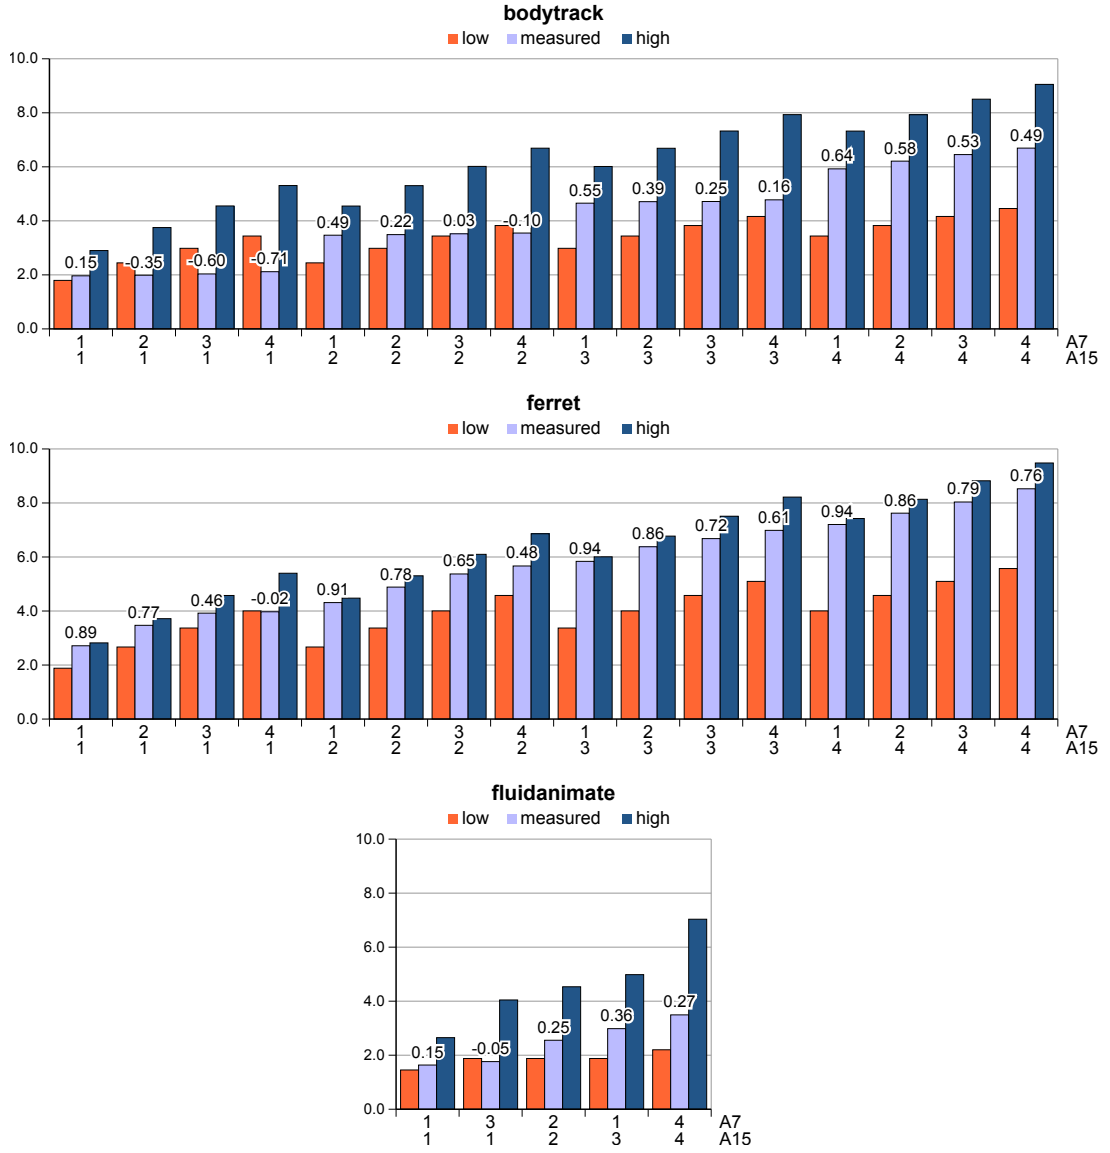 bodytrack
low measured high
10.0
8.0
6.0
4.0
2.0
0.0
0.15 -0.35 -0.60 -0.71 0.49 0.22 0.03 -0.10 0.55 0.39 0.25 0.16 0.64 0.58 0.53 0.49
1 2 3 4 1 2 3 4 1 2 3 4 1 2 3 4 A7
1 1 1 1 2 2 2 2 3 3 3 3 4 4 4 4 A15
ferret
low measured high
10.0
8.0
6.0
4.0
2.0
0.0
0.89 0.77 0.46 -0.02 0.91 0.78 0.65 0.48 0.94 0.86 0.72 0.61 0.94 0.86 0.79 0.76
1 2 3 4 1 2 3 4 1 2 3 4 1 2 3 4 A7
1 1 1 1 2 2 2 2 3 3 3 3 4 4 4 4 A15
fluidanimate
low measured high
10.0
8.0
6.0
4.0
2.0
0.0
0.15 -0.05 0.25 0.36 0.27
1 3 2 1 4 A7
1 1 2 3 4 A15